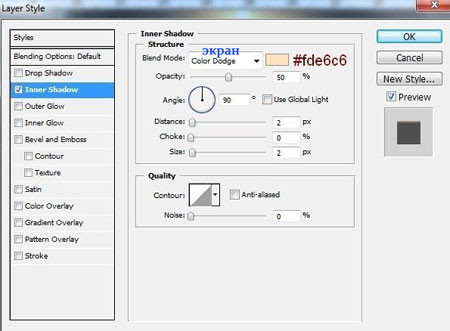 Layer Style
Styles
Blending Options: Default
Drop Shadow
Inner Shadow
Outer Glow
Inner Glow
Bevel and Emboss
Contour
Texture
Satin
Color Overlay
Gradient Overlay
Pattern Overlay
Stroke
Inner Shadow
Structure
экран
Blend Mode: Color Dodge #fde6c6
Opacity: 50 %
Angle: 90 ° Use Global Light
Distance: 2 px
Choke: 0 %
Size: 2 px
Quality
Contour: Anti-aliased
Noise: 0 %
OK
Cancel
New Style...
Preview